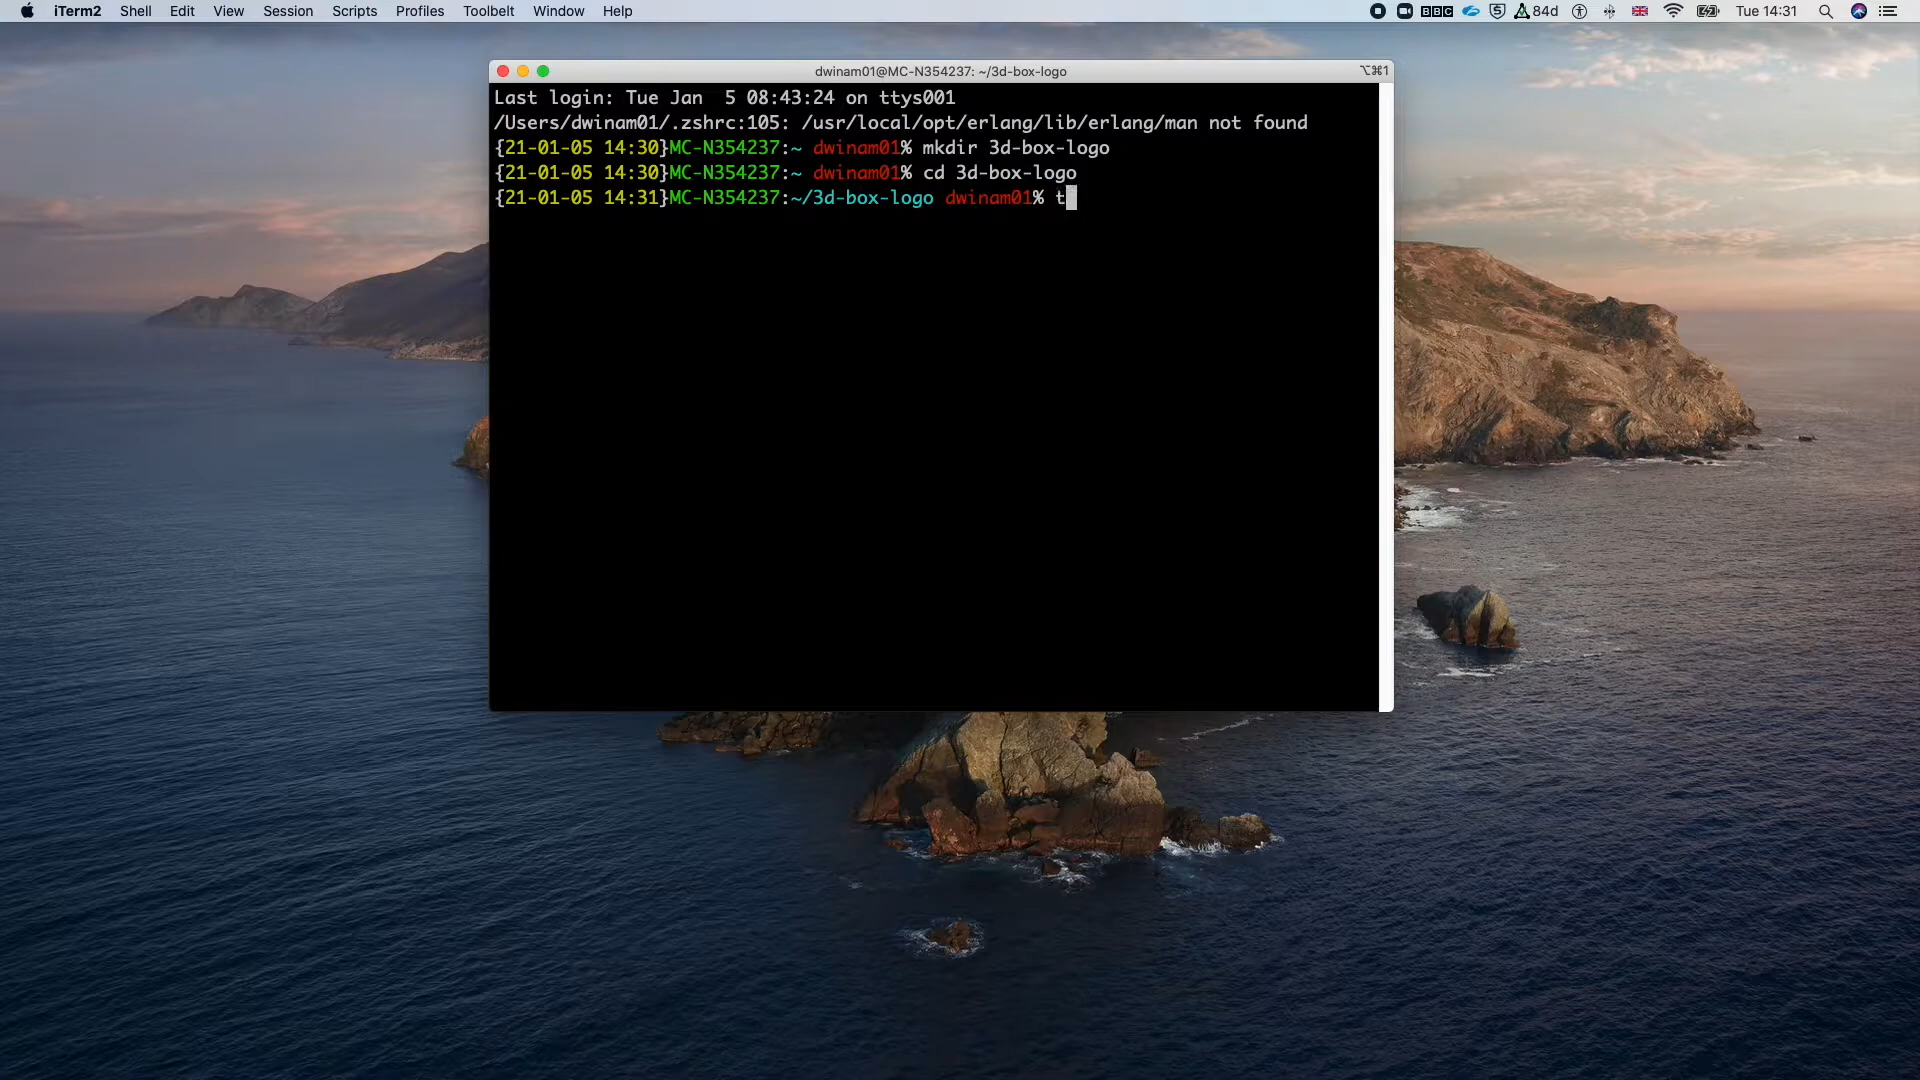 iTerm2 Shell Edit View Session Scripts Profiles Toolbelt Window Help BBC S 84d Tue 14:31
dwinam01@MC-N354237: ~/3d-box-logo ⌥⌘1
Last login: Tue Jan  5 08:43:24 on ttys001
/Users/dwinam01/.zshrc:105: /usr/local/opt/erlang/lib/erlang/man not found
{21-01-05 14:30}MC-N354237:~ dwinam01% mkdir 3d-box-logo
{21-01-05 14:30}MC-N354237:~ dwinam01% cd 3d-box-logo
{21-01-05 14:31}MC-N354237:~/3d-box-logo dwinam01% t